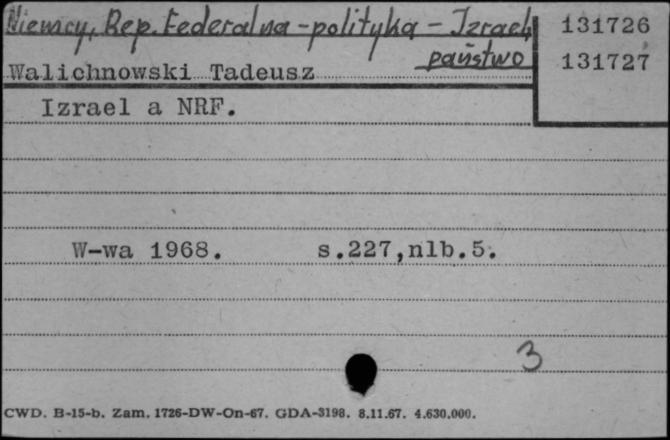 Niemcy, Rep. Federalna - polityka - Izrael, 131726
państwo 131727
Walichnowski Tadeusz
Izrael a NRF.
W-wa 1968. s.227,nlb.5.
3
CWD. B-15-b. Zam. 1726-DW-On-67. GDA-3198. 8.11.67. 4.630.000.